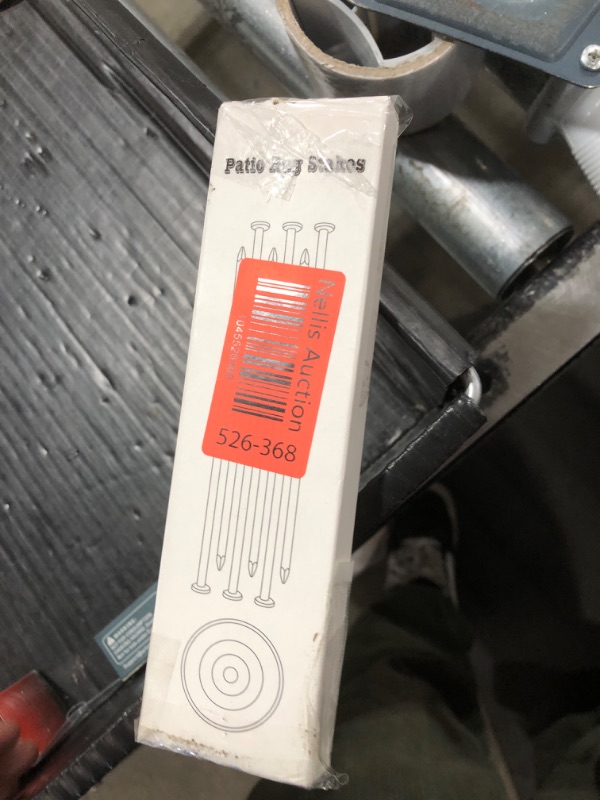 Patio Rug Stakes
Nellis Auction
526-368